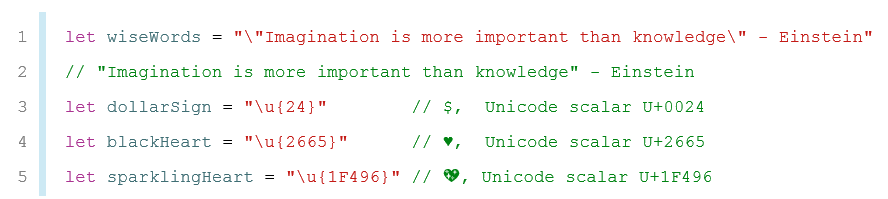 1 let wiseWords = "\"Imagination is more important than knowledge\" - Einstein"
2 // "Imagination is more important than knowledge" - Einstein
3 let dollarSign = "\u{24}"        // $,  Unicode scalar U+0024
4 let blackHeart = "\u{2665}"      // ♥,  Unicode scalar U+2665
5 let sparklingHeart = "\u{1F496}" // 💖, Unicode scalar U+1F496